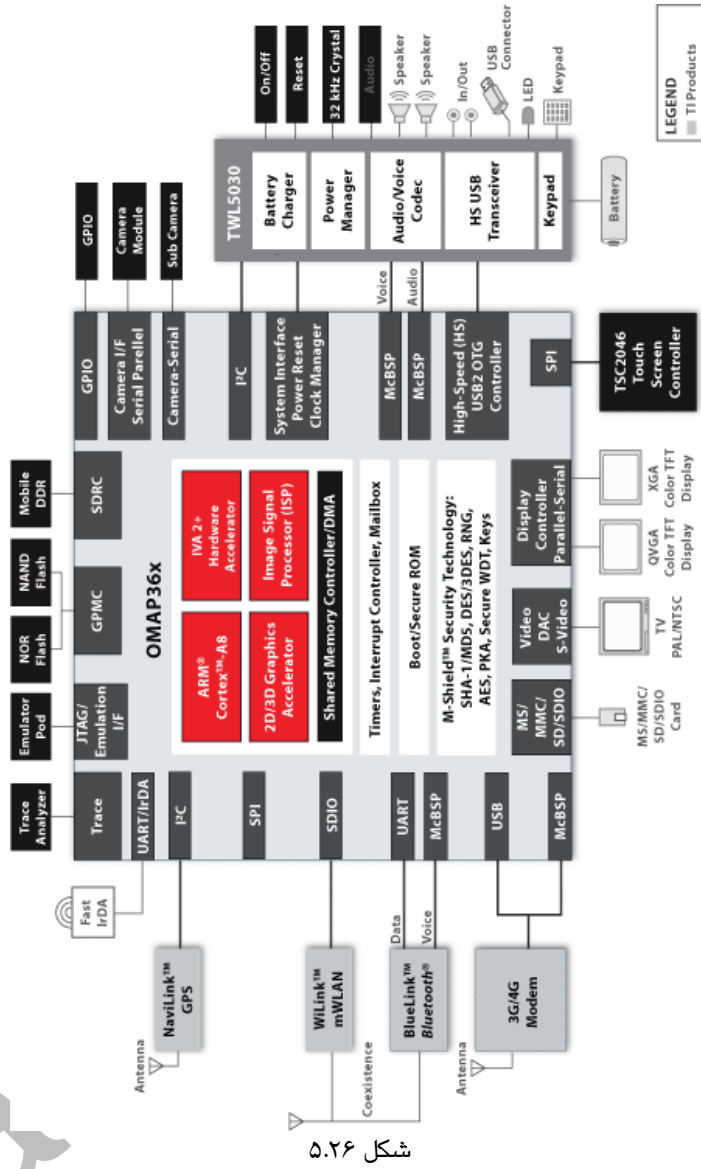 Trace
Analyzer
Emulator
Pod
NOR
Flash
NAND
Flash
Mobile
DDR
GPIO
Camera
Module
Sub Camera
Fast
IrDA
Trace
JTAG/
Emulation
I/F
GPMC
SDRC
GPIO
Camera I/F
Serial Parellel
Camera-Serial
UART/IrDA
I²C
SPI
SDIO
UART
McBSP
USB
McBSP
OMAP36x
ARM®
Cortex™-A8
IVA 2+
Hardware
Accelerator
2D/3D Graphics
Accelerator
Image Signal
Processor (ISP)
Shared Memory Controller/DMA
Timers, Interrupt Controller, Mailbox
Boot/Secure ROM
M-Shield™ Security Technology:
SHA-1/MD5, DES/3DES, RNG,
AES, PKA, Secure WDT, Keys
I²C
System Interface
Power Reset
Clock Manager
McBSP
McBSP
High-Speed (HS)
USB2 OTG
Controller
SPI
MS/
MMC/
SD/SDIO
Video
DAC
S-Video
Display
Controller
Parallel-Serial
Antenna
NaviLink™
GPS
WiLink™
mWLAN
Coexistence
BlueLink™
Bluetooth®
Data
Voice
Antenna
3G/4G
Modem
Voice
Audio
TWL5030
Battery
Charger
Power
Manager
Audio/Voice
Codec
HS USB
Transceiver
Keypad
On/Off
Reset
32 kHz Crystal
Audio
Speaker
Speaker
In/Out
USB
Connector
LED
Keypad
Battery
MS/MMC/
SD/SDIO
Card
TV
PAL/NTSC
QVGA
Color TFT
Display
XGA
Color TFT
Display
TSC2046
Touch
Screen
Controller
LEGEND
TI Products
شکل ۵.۲۶